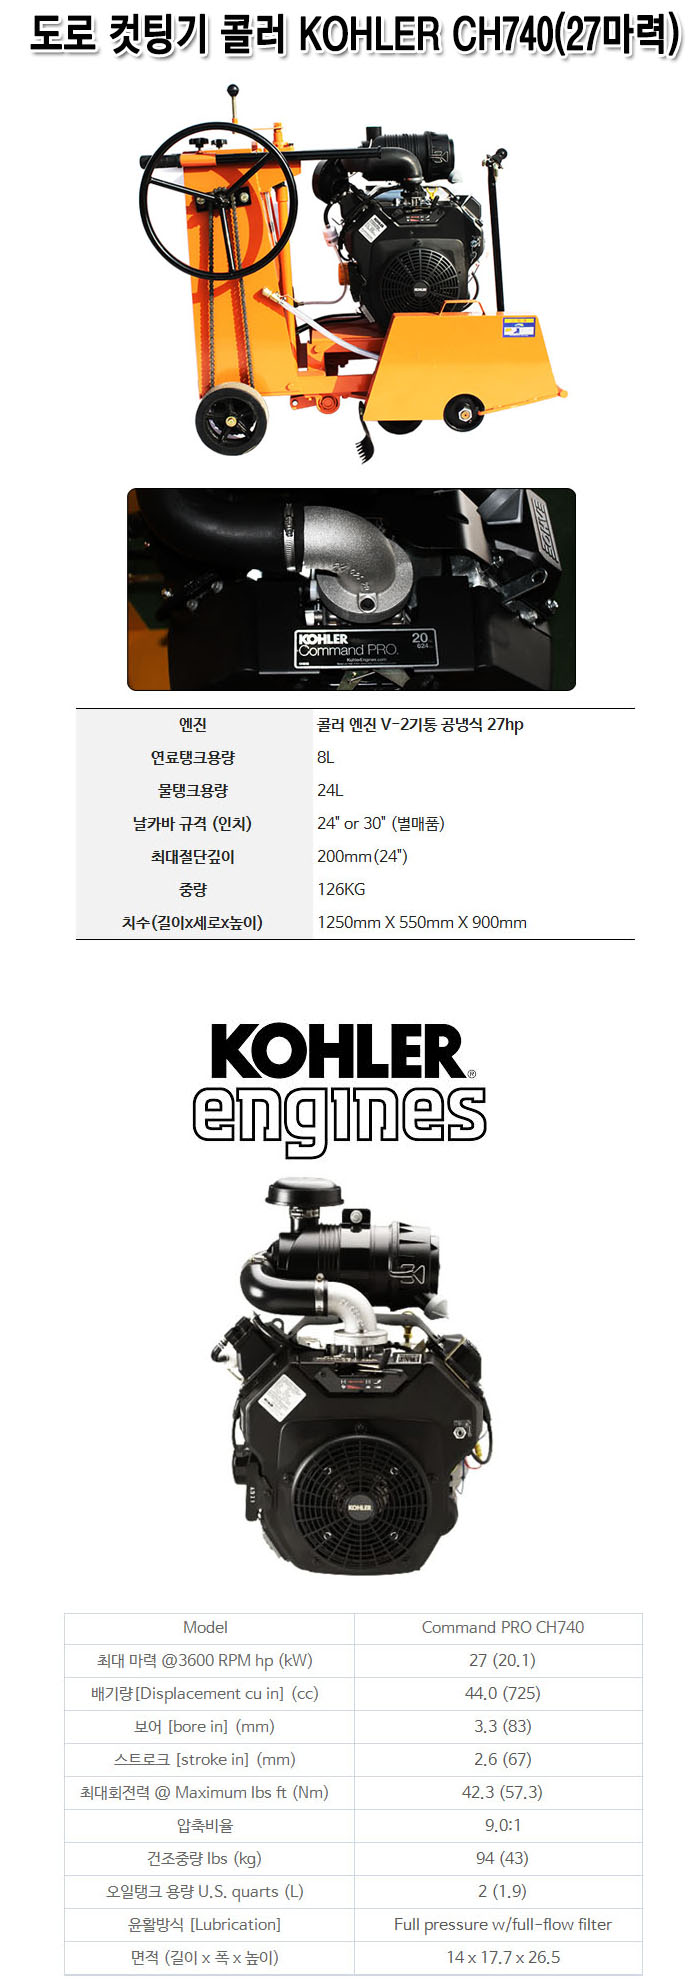 도로 컷팅기 콜러 KOHLER CH740(27마력)
KOHLER
KOHLER
Command PRO. 20
624
KohlerEngines.com
엔진 콜러 엔진 V-2기통 공냉식 27hp
연료탱크용량 8L
물탱크용량 24L
날카바 규격 (인치) 24" or 30" (별매품)
최대절단깊이 200mm(24")
중량 126KG
치수(길이x세로x높이) 1250mm X 550mm X 900mm
KOHLER®
engines
KOHLER
Model Command PRO CH740
최대 마력 @3600 RPM hp (kW) 27 (20.1)
배기량[Displacement cu in] (cc) 44.0 (725)
보어 [bore in] (mm) 3.3 (83)
스트로크 [stroke in] (mm) 2.6 (67)
최대회전력 @ Maximum lbs ft (Nm) 42.3 (57.3)
압축비율 9.0:1
건조중량 lbs (kg) 94 (43)
오일탱크 용량 U.S. quarts (L) 2 (1.9)
윤활방식 [Lubrication] Full pressure w/full-flow filter
면적 (길이 x 폭 x 높이) 14 x 17.7 x 26.5